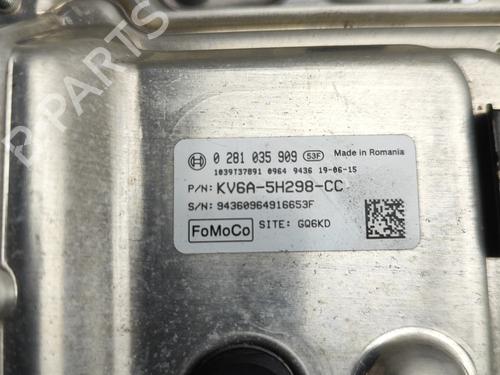 B-PARTS
0 281 035 909 53F Made in Romania
1039T37891 0964 9436 19-06-15
P/N: KV6A-5H298-CC
S/N: 94360964916653F
FoMoCo SITE: GQ6KD